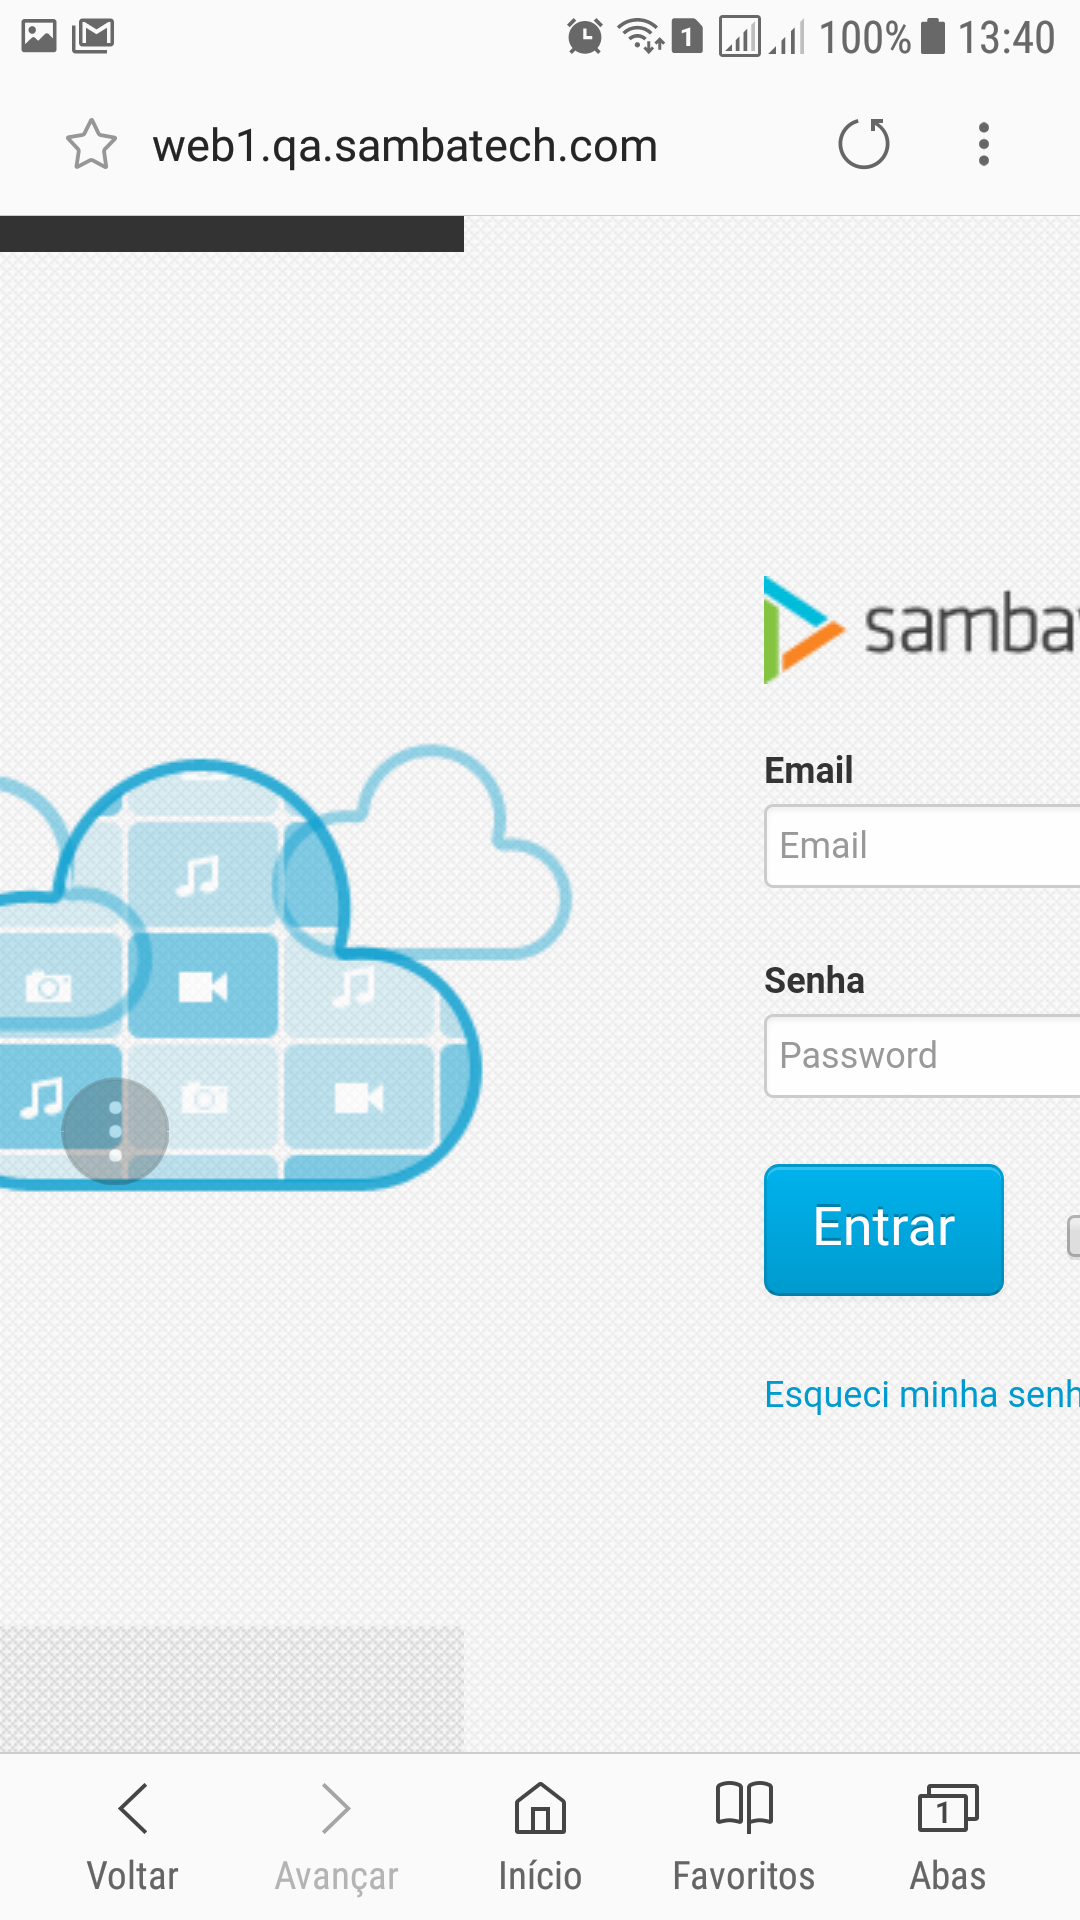 1 100% 13:40
web1.qa.sambatech.com
samba
Email
Email
Senha
Password
Entrar
Esqueci minha senh
1
Voltar Avançar Início Favoritos Abas